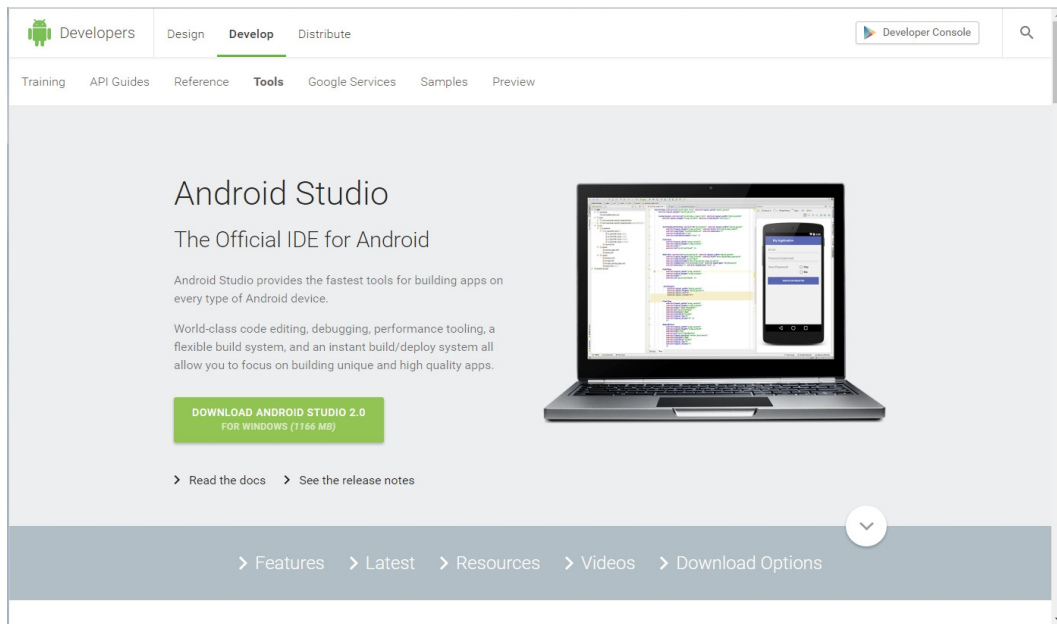 Developers
Design Develop Distribute
Developer Console
Training API Guides Reference Tools Google Services Samples Preview
Android Studio
The Official IDE for Android
Android Studio provides the fastest tools for building apps on
every type of Android device.
World-class code editing, debugging, performance tooling, a
flexible build system, and an instant build/deploy system all
allow you to focus on building unique and high quality apps.
DOWNLOAD ANDROID STUDIO 2.0
FOR WINDOWS (1166 MB)
Read the docs See the release notes
My Application
Features Latest Resources Videos Download Options